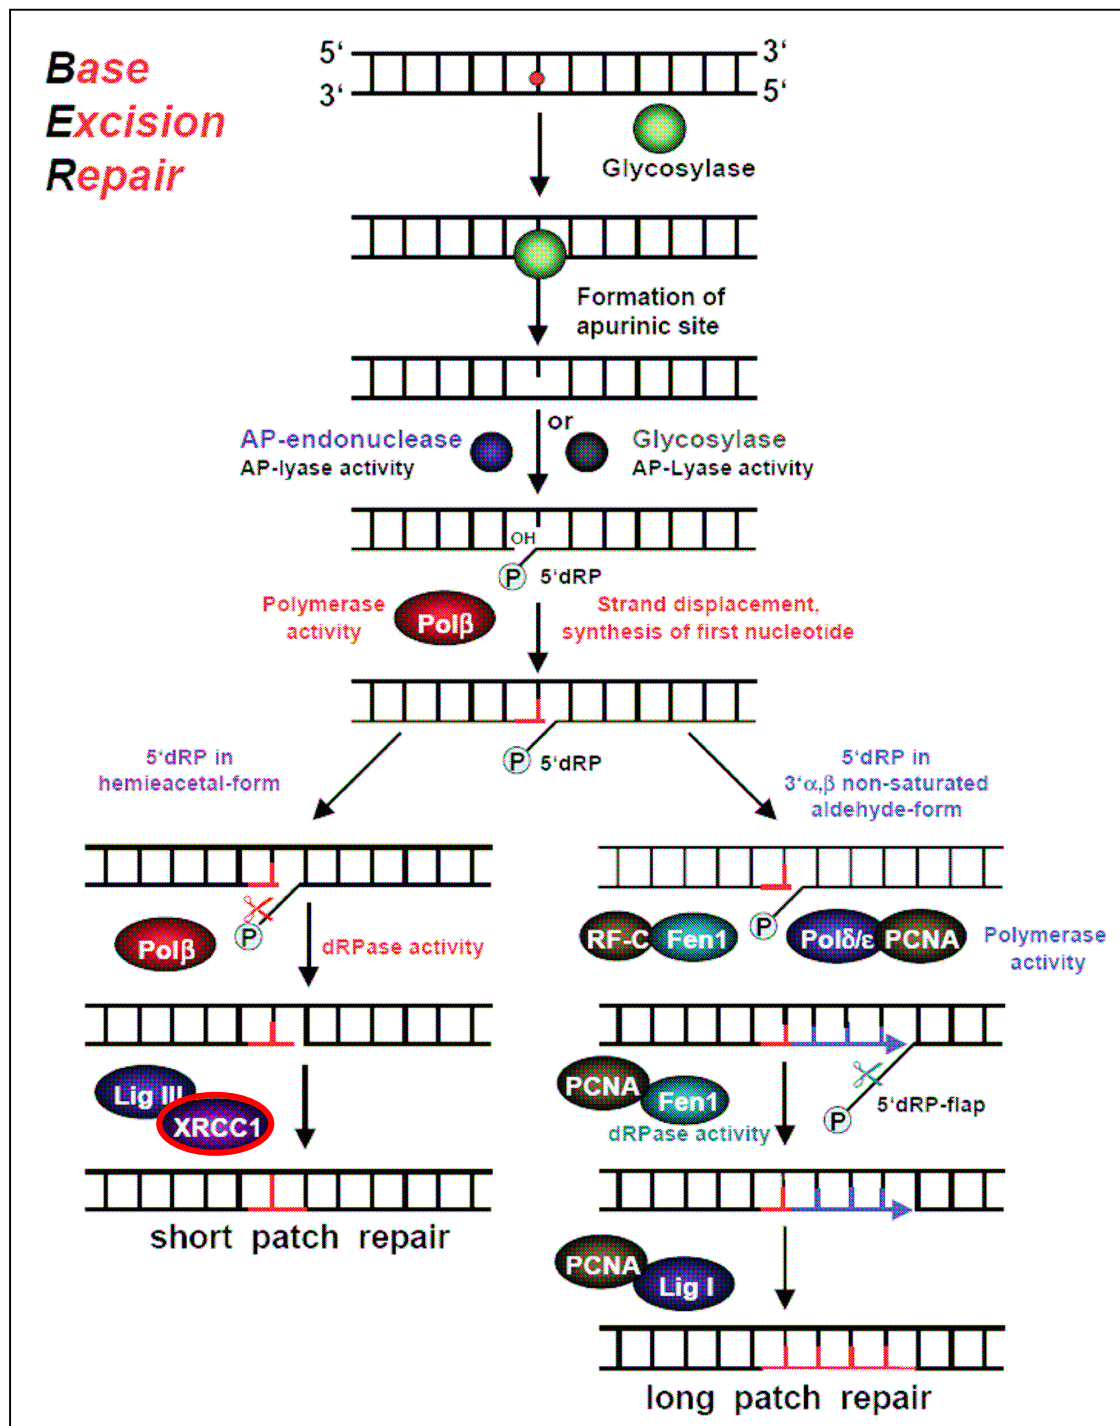 Base
Excision
Repair
5‘ 3‘
3‘ 5‘
Glycosylase
Formation of
apurinic site
or
AP-endonuclease
AP-lyase activity
Glycosylase
AP-Lyase activity
OH
P 5‘dRP
Polymerase
activity
Polβ
Strand displacement,
synthesis of first nucleotide
P 5‘dRP
5‘dRP in
hemieacetal-form
5‘dRP in
3‘α,β non-saturated
aldehyde-form
P
Polβ
dRPase activity
P
RF-C Fen1
Polδ/ε PCNA
Polymerase
activity
Lig III
XRCC1
short patch repair
PCNA
Fen1
dRPase activity
P
5‘dRP-flap
PCNA
Lig I
long patch repair